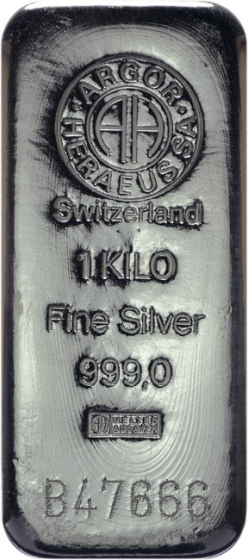 ARGOR
HERAEUS SA
Switzerland
1 KILO
Fine Silver
999,0
B47666